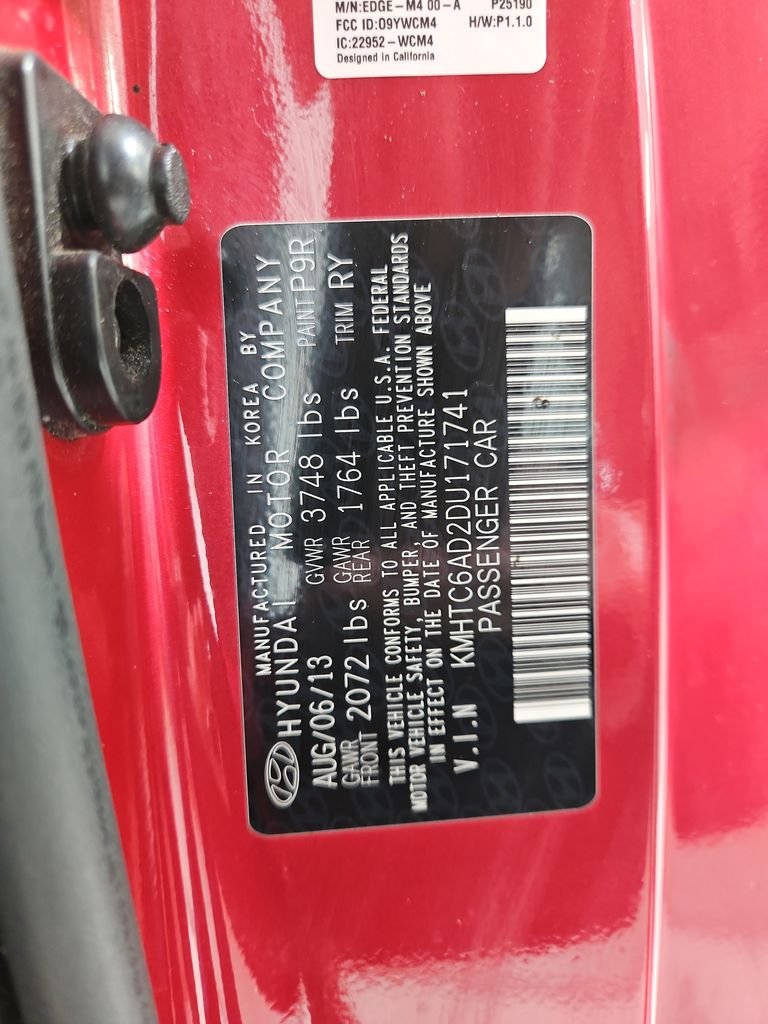 M/N:EDGE-M4 00-A P25190
FCC ID:O9YWCM4 H/W:P1.1.0
IC:22952-WCM4
Designed in California
MANUFACTURED IN KOREA BY
HYUNDAI MOTOR COMPANY
AUG/06/13 GVWR 3748 lbs PAINT P9R
GAWR FRONT 2072 lbs GAWR REAR 1764 lbs TRIM RY
THIS VEHICLE CONFORMS TO ALL APPLICABLE U.S.A. FEDERAL
MOTOR VEHICLE SAFETY, BUMPER, AND THEFT PREVENTION STANDARDS
IN EFFECT ON THE DATE OF MANUFACTURE SHOWN ABOVE
V.I.N KMHTC6AD2DU171741
PASSENGER CAR